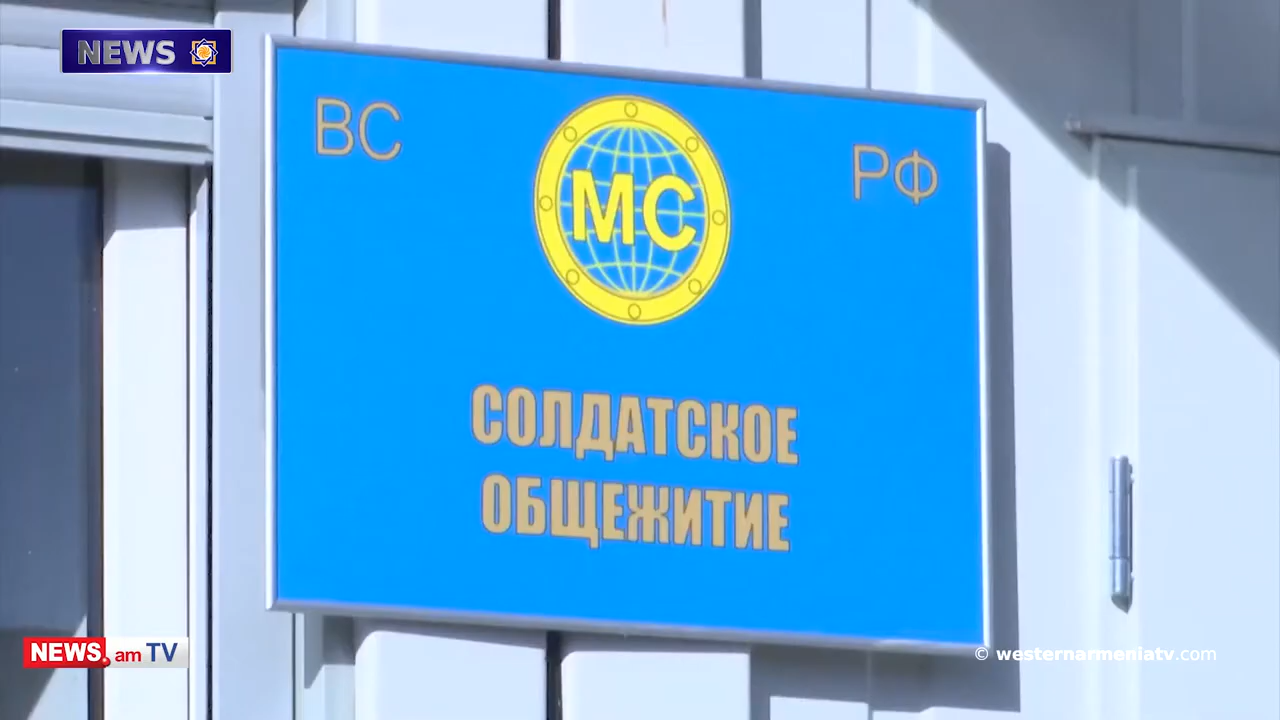 NEWS
ВС
РФ
МС
СОЛДАТСКОЕ
ОБЩЕЖИТИЕ
NEWS.am TV
© westernarmeniatv.com